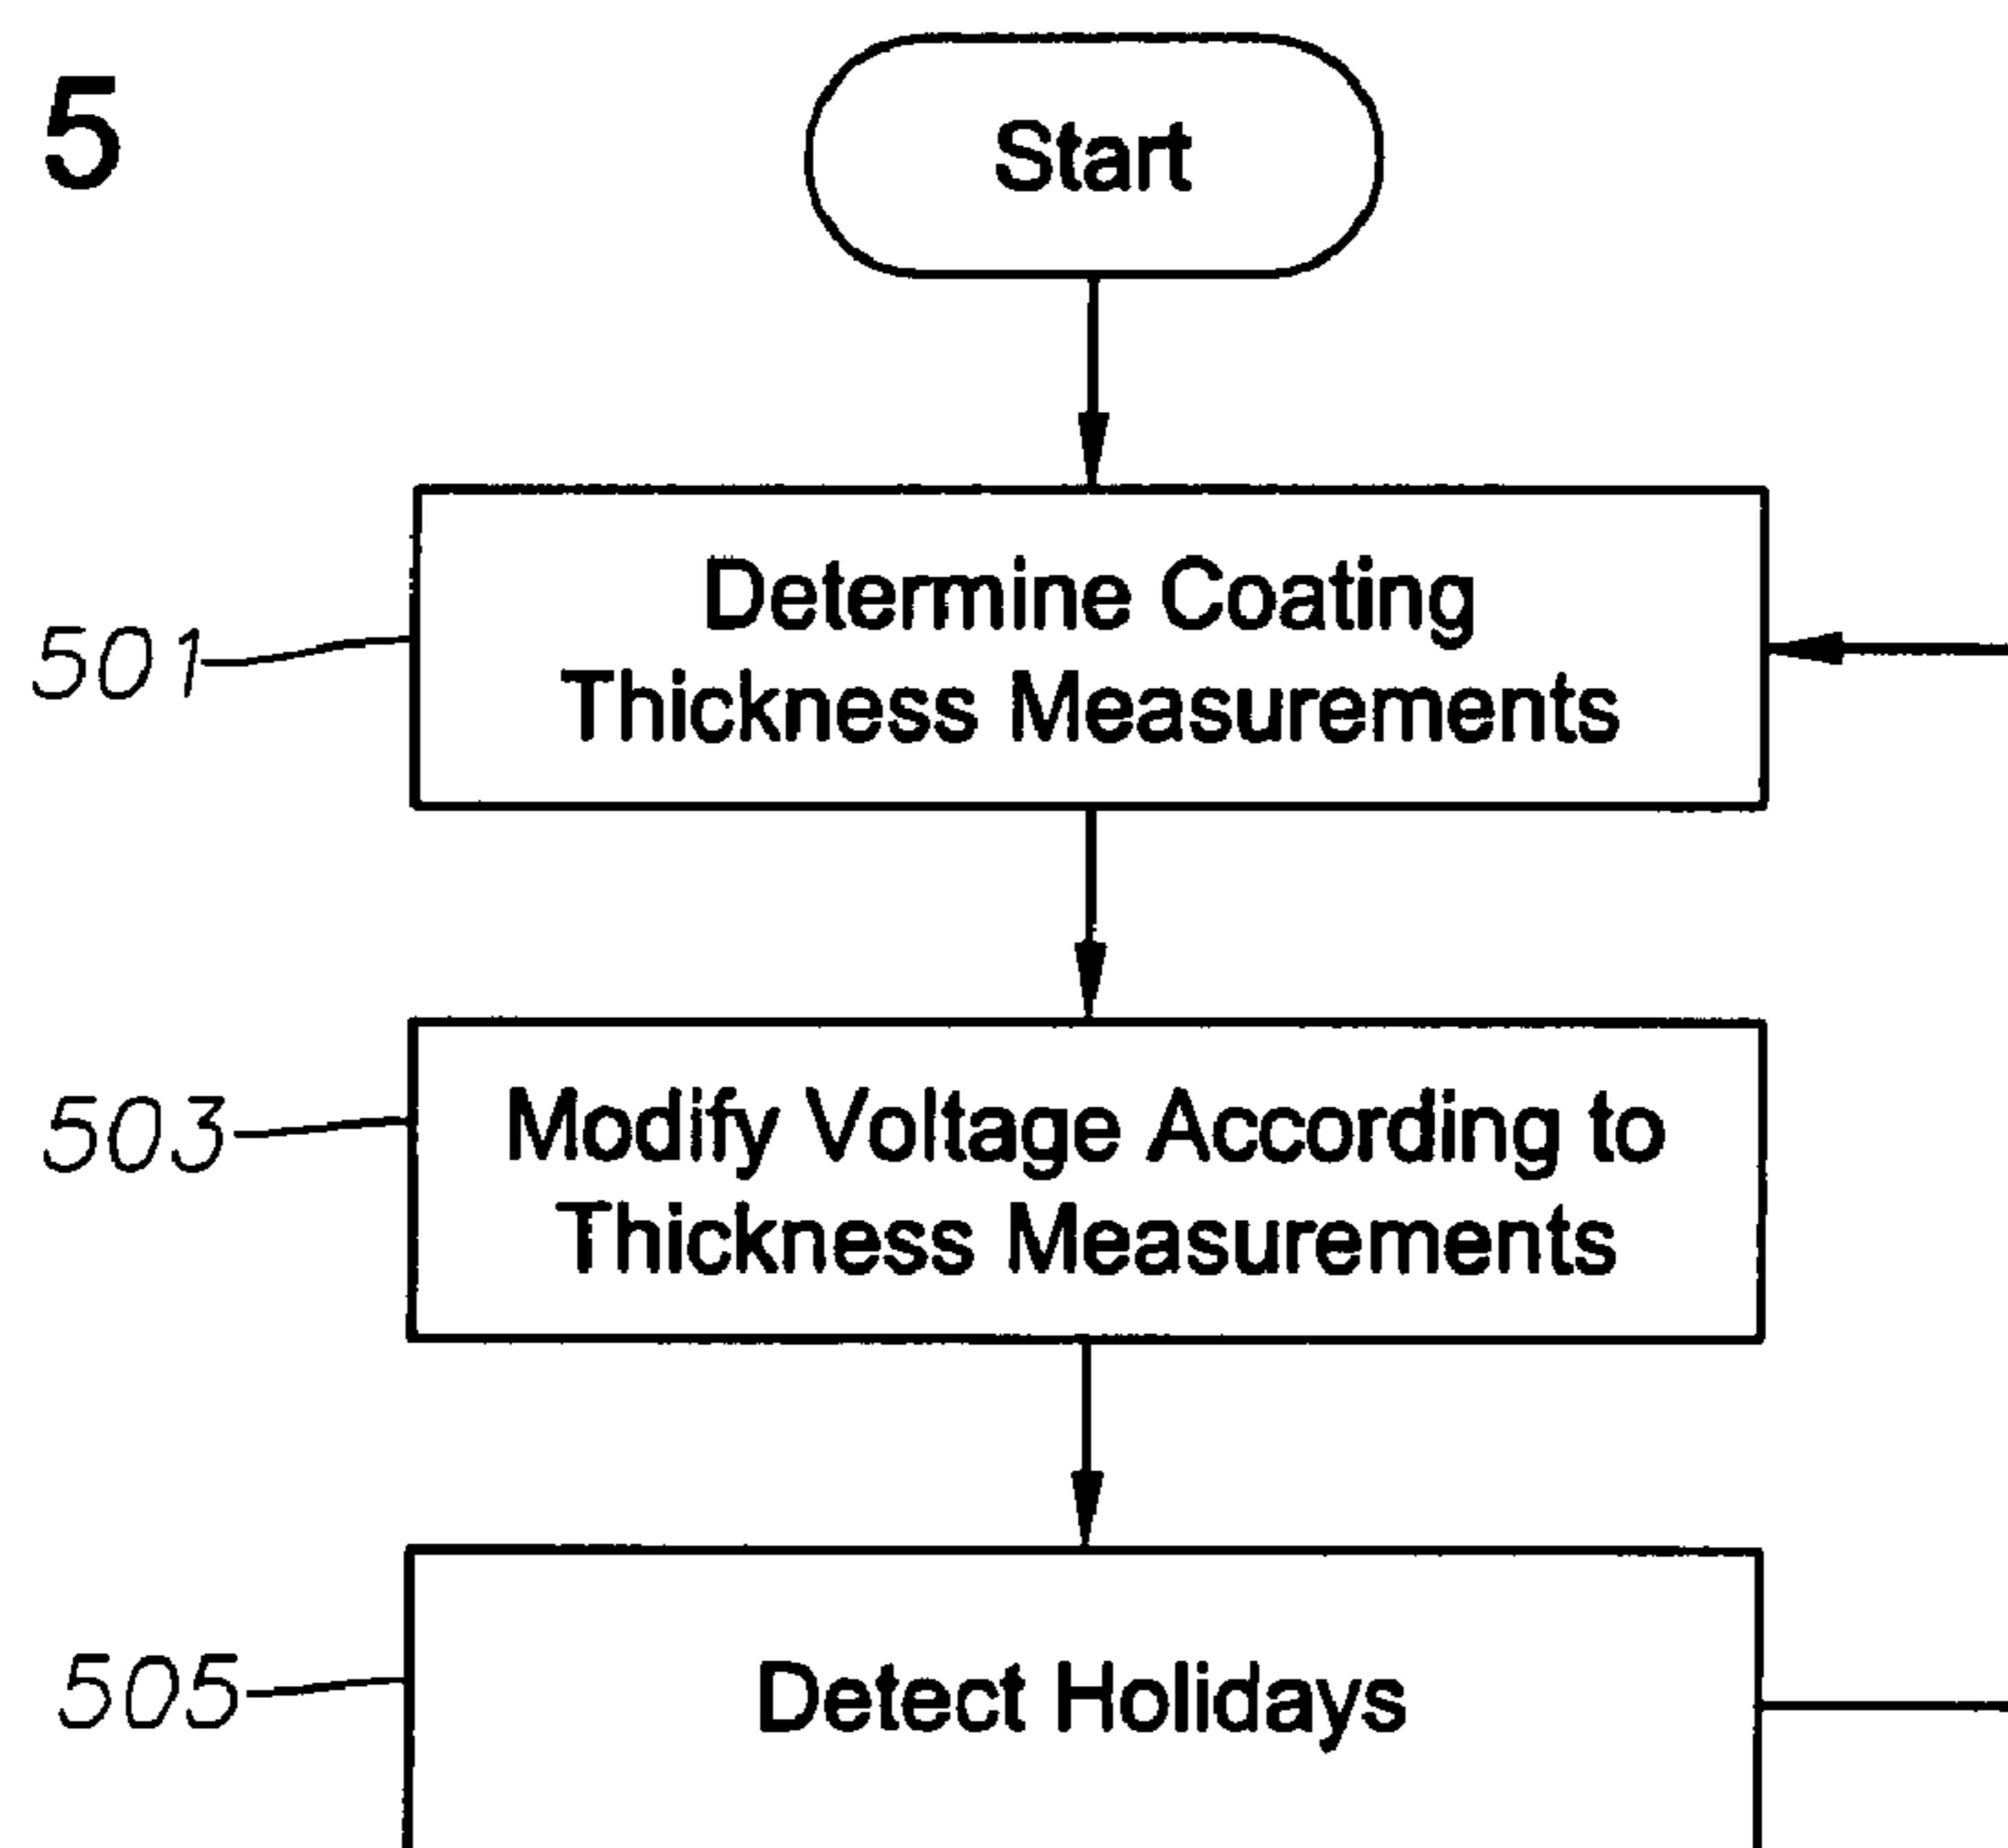 5
Start
501
Determine Coating
Thickness Measurements
503
Modify Voltage According to
Thickness Measurements
505
Detect Holidays